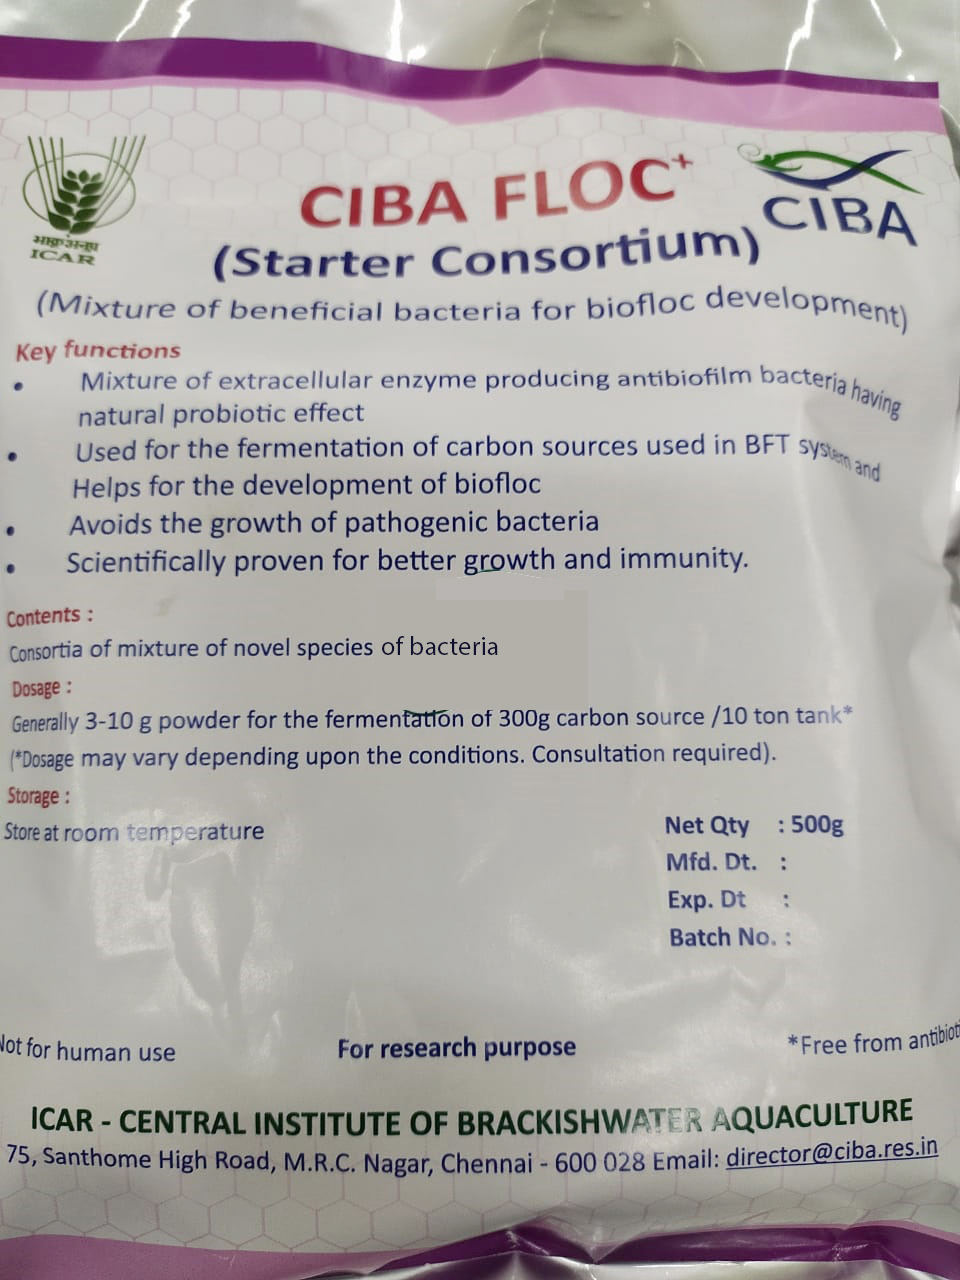 CIBA FLOC+
भाकृअनुप
ICAR
CIBA
(Starter Consortium)
(Mixture of beneficial bacteria for biofloc development)
Key functions
• Mixture of extracellular enzyme producing antibiofilm bacteria having
natural probiotic effect
• Used for the fermentation of carbon sources used in BFT system and
Helps for the development of biofloc
• Avoids the growth of pathogenic bacteria
• Scientifically proven for better growth and immunity.
Contents :
Consortia of mixture of novel species of bacteria
Dosage :
Generally 3-10 g powder for the fermentation of 300g carbon source /10 ton tank*
(*Dosage may vary depending upon the conditions. Consultation required).
Storage :
Store at room temperature
Net Qty : 500g
Mfd. Dt. :
Exp. Dt :
Batch No. :
Not for human use
For research purpose
*Free from antibioti
ICAR - CENTRAL INSTITUTE OF BRACKISHWATER AQUACULTURE
75, Santhome High Road, M.R.C. Nagar, Chennai - 600 028 Email: director@ciba.res.in